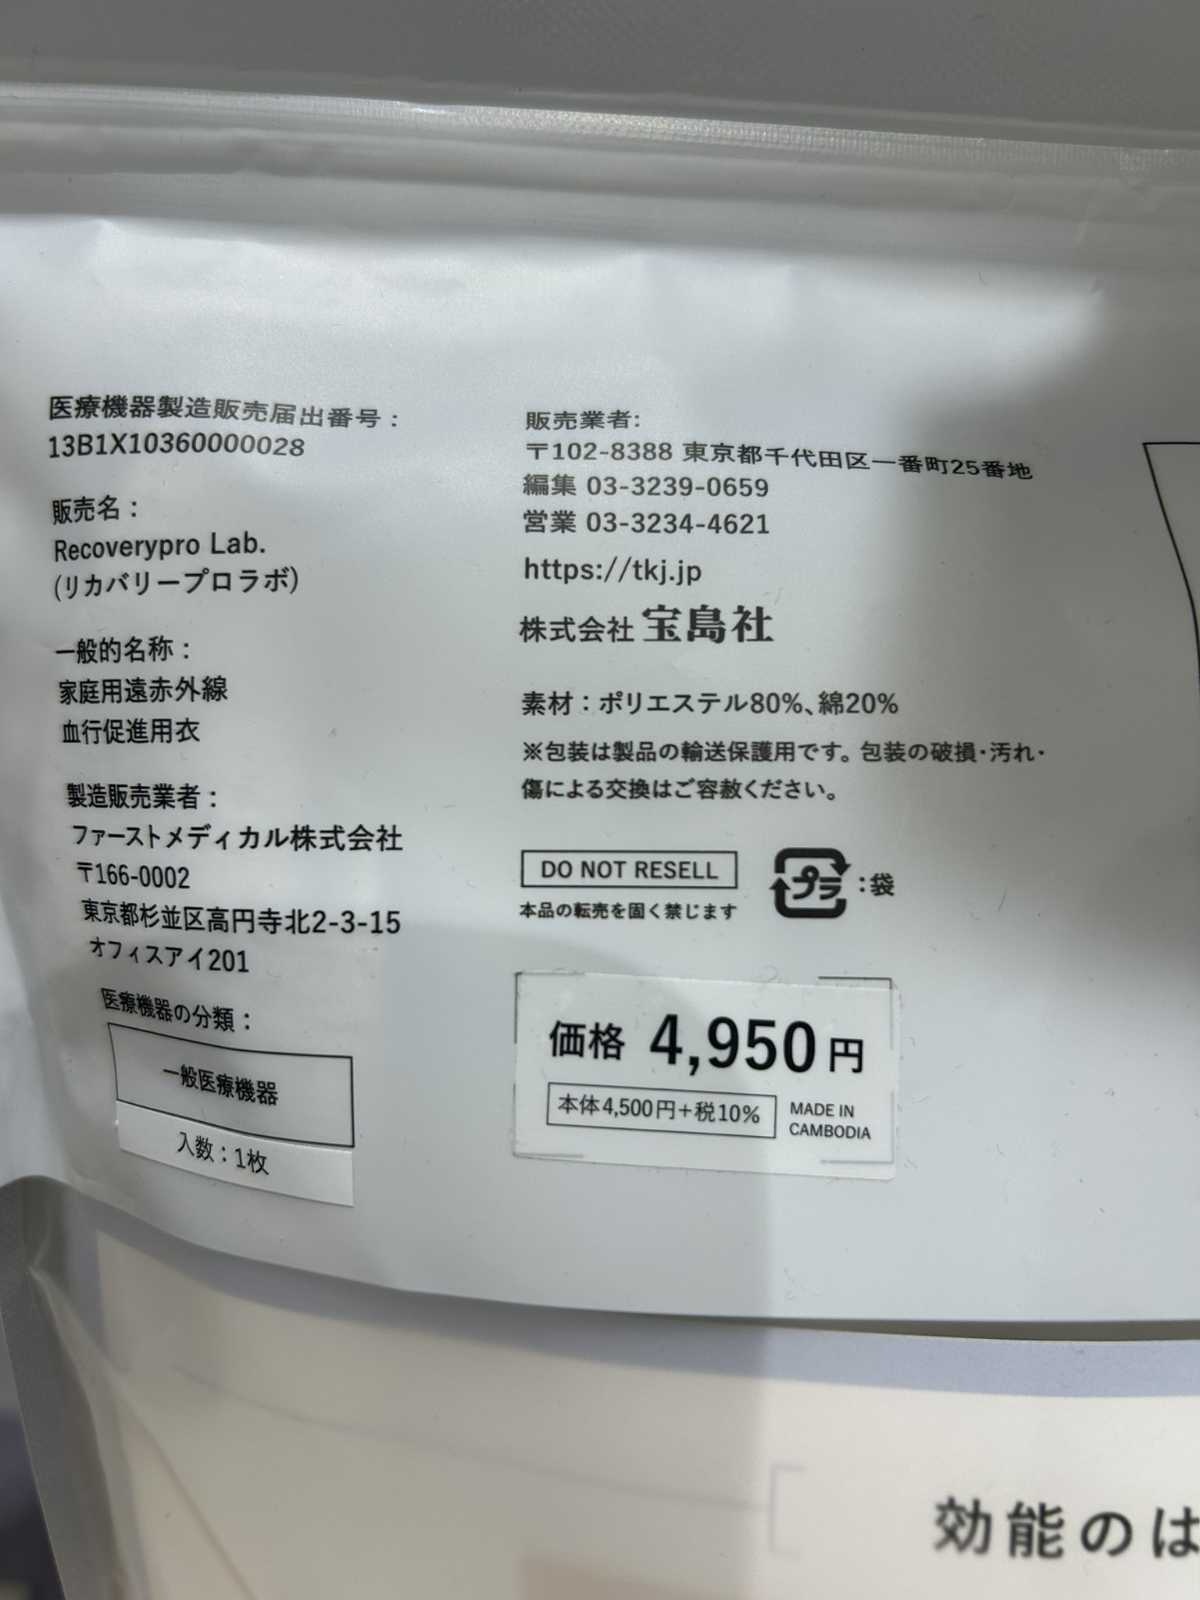 医療機器製造販売届出番号：
13B1X10360000028
販売名：
Recoverypro Lab.
(リカバリープロラボ)
一般的名称：
家庭用遠赤外線
血行促進用衣
製造販売業者：
ファーストメディカル株式会社
〒166-0002
東京都杉並区高円寺北2-3-15
オフィスアイ201
医療機器の分類：
一般医療機器
入数：1枚
販売業者:
〒102-8388 東京都千代田区一番町25番地
編集 03-3239-0659
営業 03-3234-4621
https://tkj.jp
株式会社 宝島社
素材：ポリエステル80%、綿20%
※包装は製品の輸送保護用です。包装の破損・汚れ・
傷による交換はご容赦ください。
DO NOT RESELL
本品の転売を固く禁じます
プラ :袋
価格 4,950円
本体4,500円+税10%
MADE IN
CAMBODIA
効能のは